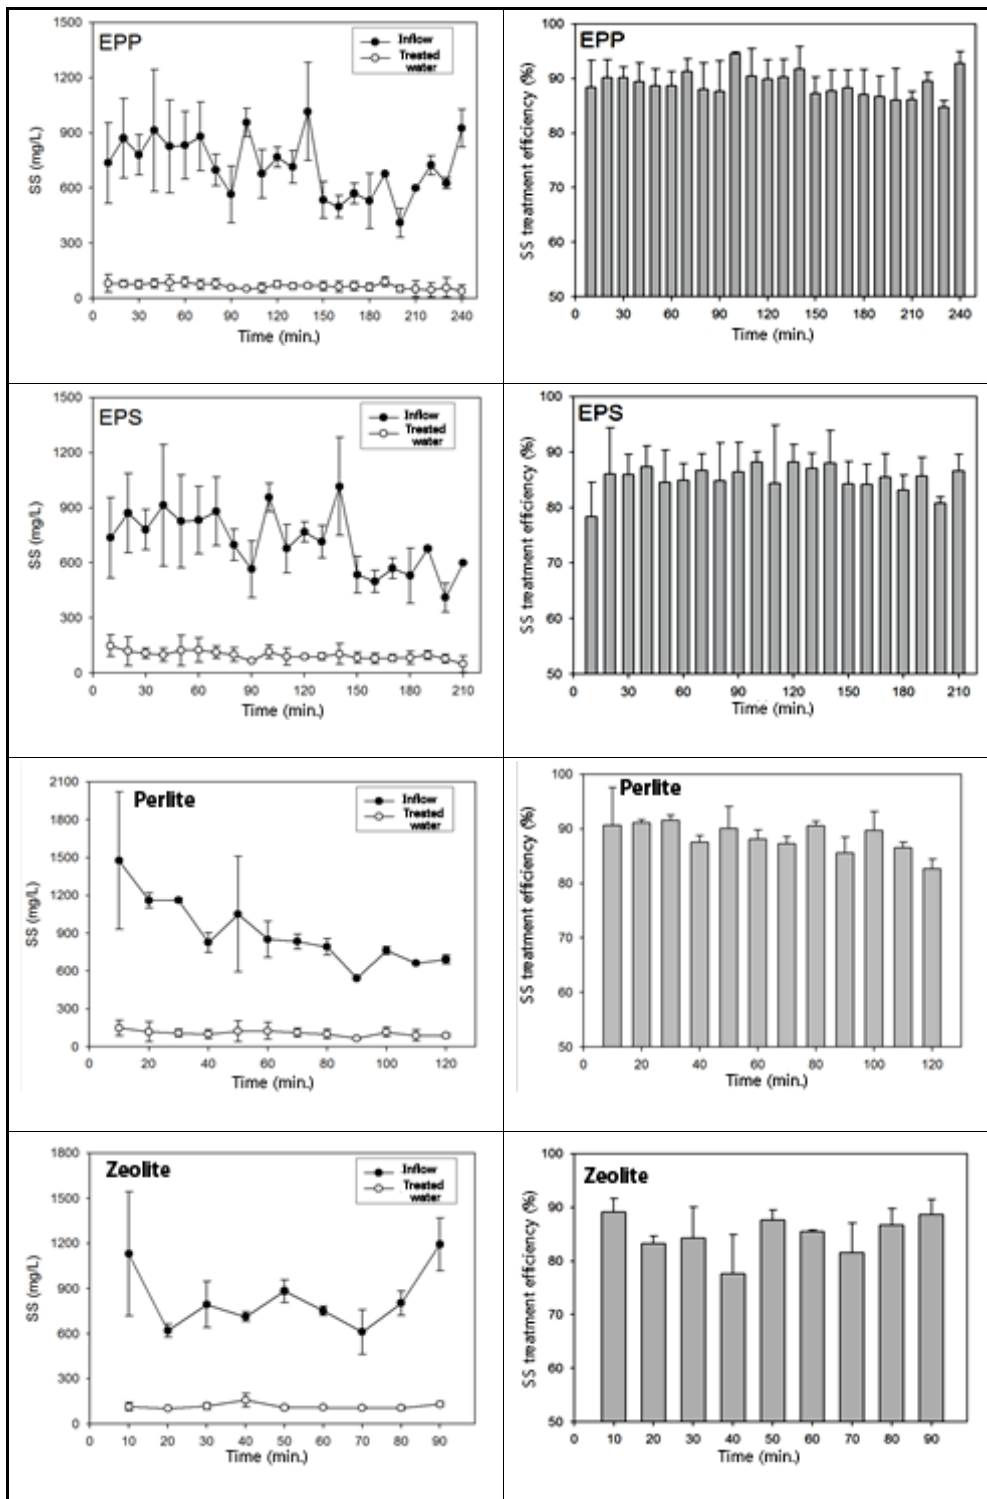 EPP
Inflow
Treated
water
SS (mg/L)
1500
1200
900
600
300
0
0 30 60 90 120 150 180 210 240
Time (min.)
EPP
SS treatment efficiency (%)
100
90
80
70
60
50
0 30 60 90 120 150 180 210 240
Time (min.)
EPS
Inflow
Treated
water
SS (mg/L)
1500
1200
900
600
300
0
0 30 60 90 120 150 180 210
Time (min.)
EPS
SS treatment efficiency (%)
100
90
80
70
60
50
0 30 60 90 120 150 180 210
Time (min.)
Perlite
Inflow
Treated
water
SS (mg/L)
2100
1800
1500
1200
900
600
300
0
0 20 40 60 80 100 120
Time (min.)
Perlite
SS treatment efficiency (%)
100
90
80
90
60
50
0 20 40 60 80 100 120
Time (min.)
Zeolite
Inflow
Treated
water
SS (mg/L)
1800
1500
1200
900
600
300
0
0 10 20 30 40 50 60 70 80 90
Time (min.)
Zeolite
SS treatment efficiency (%)
100
90
80
70
60
50
0 10 20 30 40 50 60 70 80 90
Time (min.)